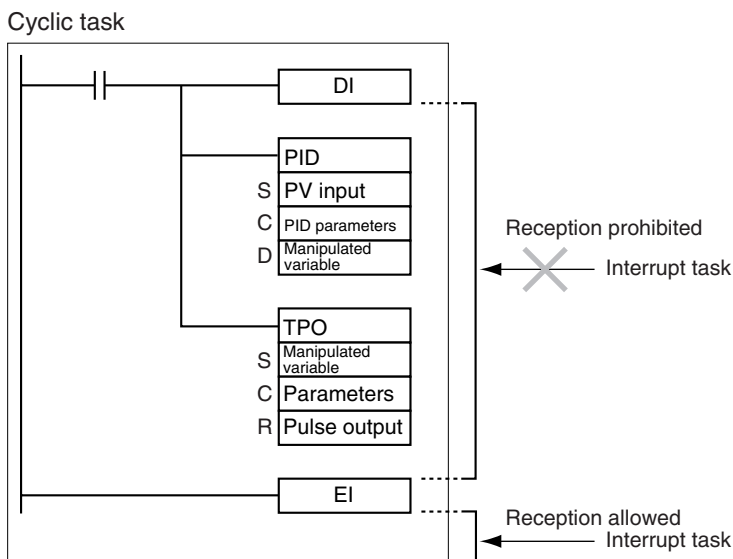 Cyclic task
DI
PID
S PV input
C PID parameters
D Manipulated
variable
Reception prohibited
Interrupt task
TPO
S Manipulated
variable
C Parameters
R Pulse output
EI
Reception allowed
Interrupt task